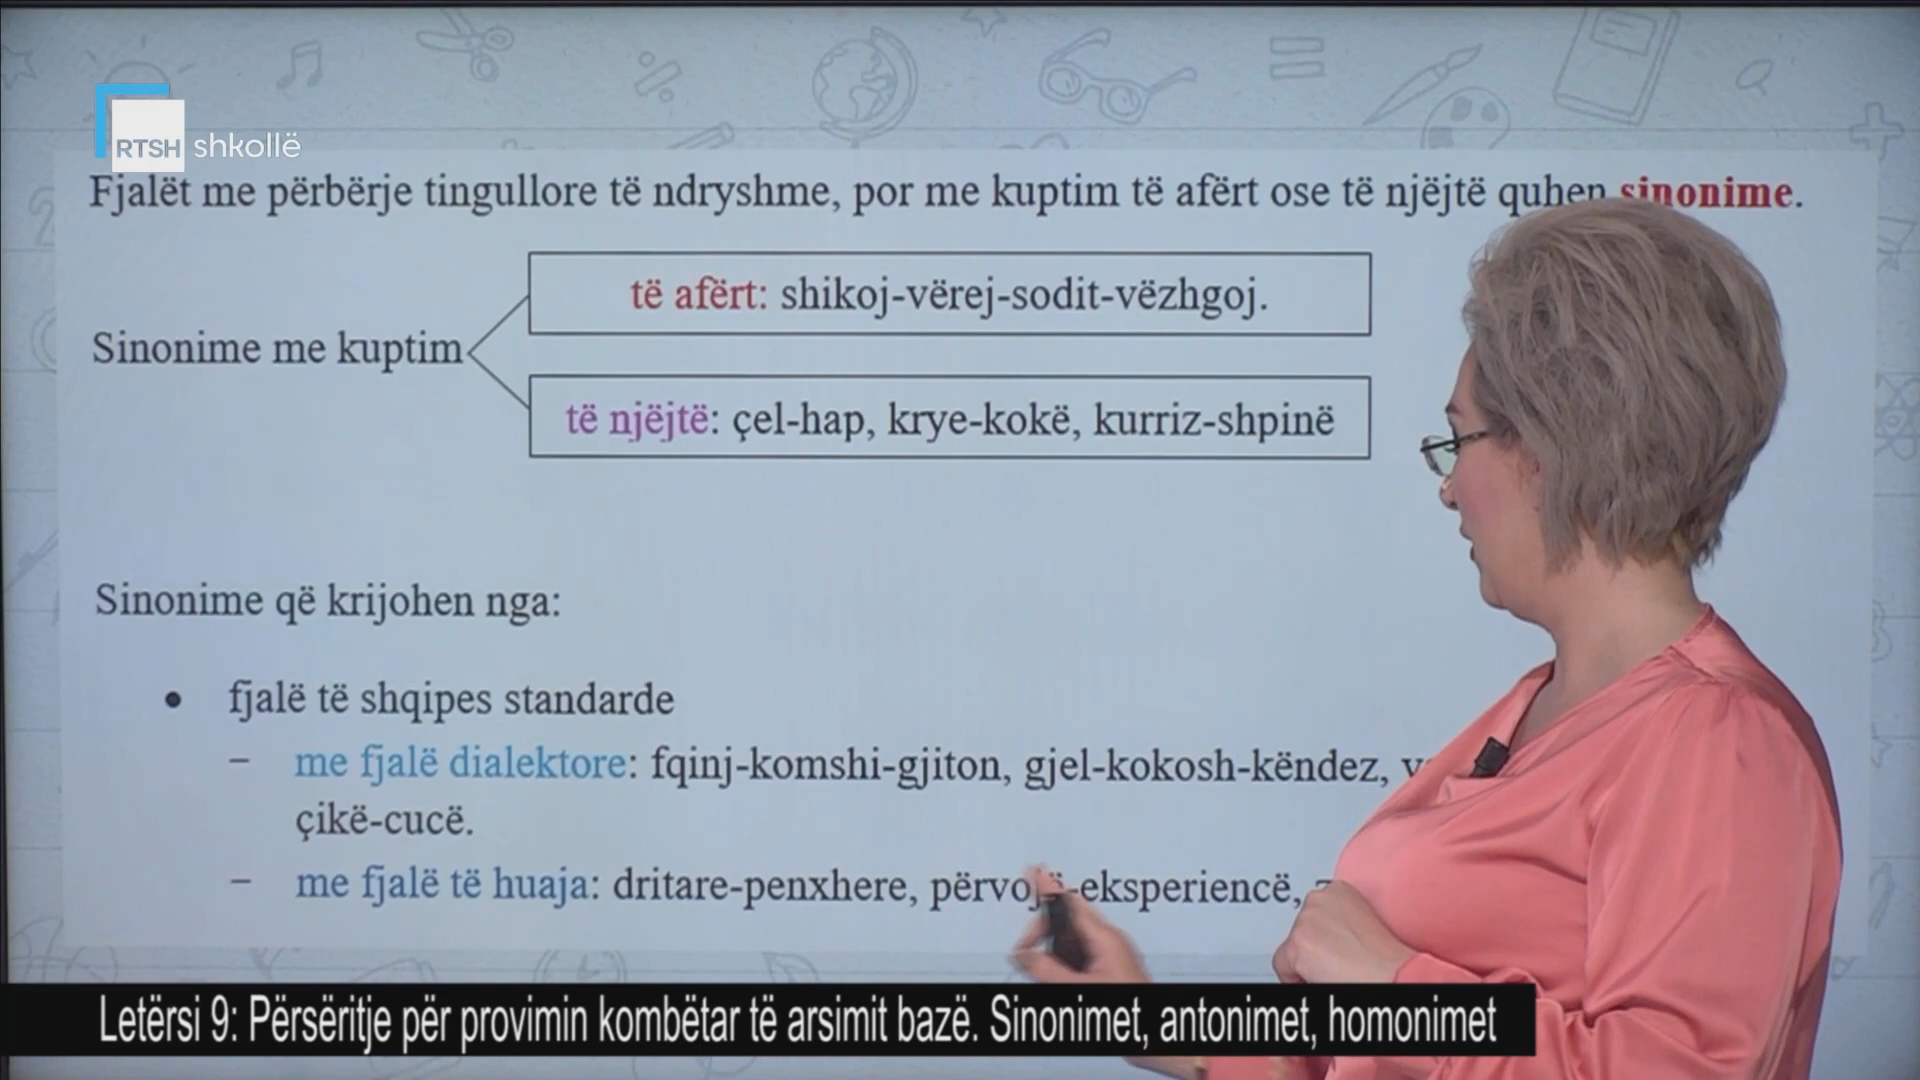 RTSH shkollë
Fjalët me përbërje tingullore të ndryshme, por me kuptim të afërt ose të njëjtë quhen sinonime.
të afërt: shikoj-vërej-sodit-vëzhgoj.
Sinonime me kuptim
të njëjtë: çel-hap, krye-kokë, kurriz-shpinë
Sinonime që krijohen nga:
• fjalë të shqipes standarde
– me fjalë dialektore: fqinj-komshi-gjiton, gjel-kokosh-këndez,
çikë-cucë.
– me fjalë të huaja: dritare-penxhere, përvojë-eksperiencë,
Letërsi 9: Përsëritje për provimin kombëtar të arsimit bazë. Sinonimet, antonimet, homonimet